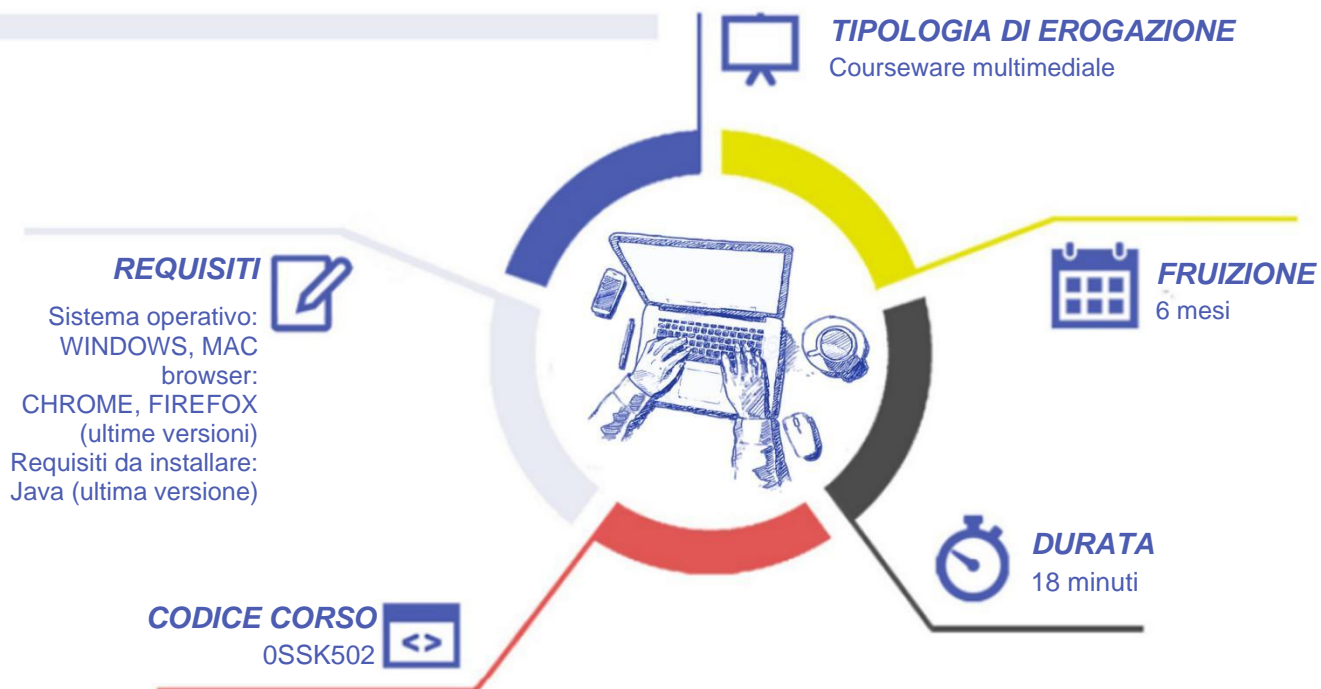 TIPOLOGIA DI EROGAZIONE
Courseware multimediale
REQUISITI
Sistema operativo:
WINDOWS, MAC
browser:
CHROME, FIREFOX
(ultime versioni)
Requisiti da installare:
Java (ultima versione)
FRUIZIONE
6 mesi
DURATA
18 minuti
CODICE CORSO
0SSK502